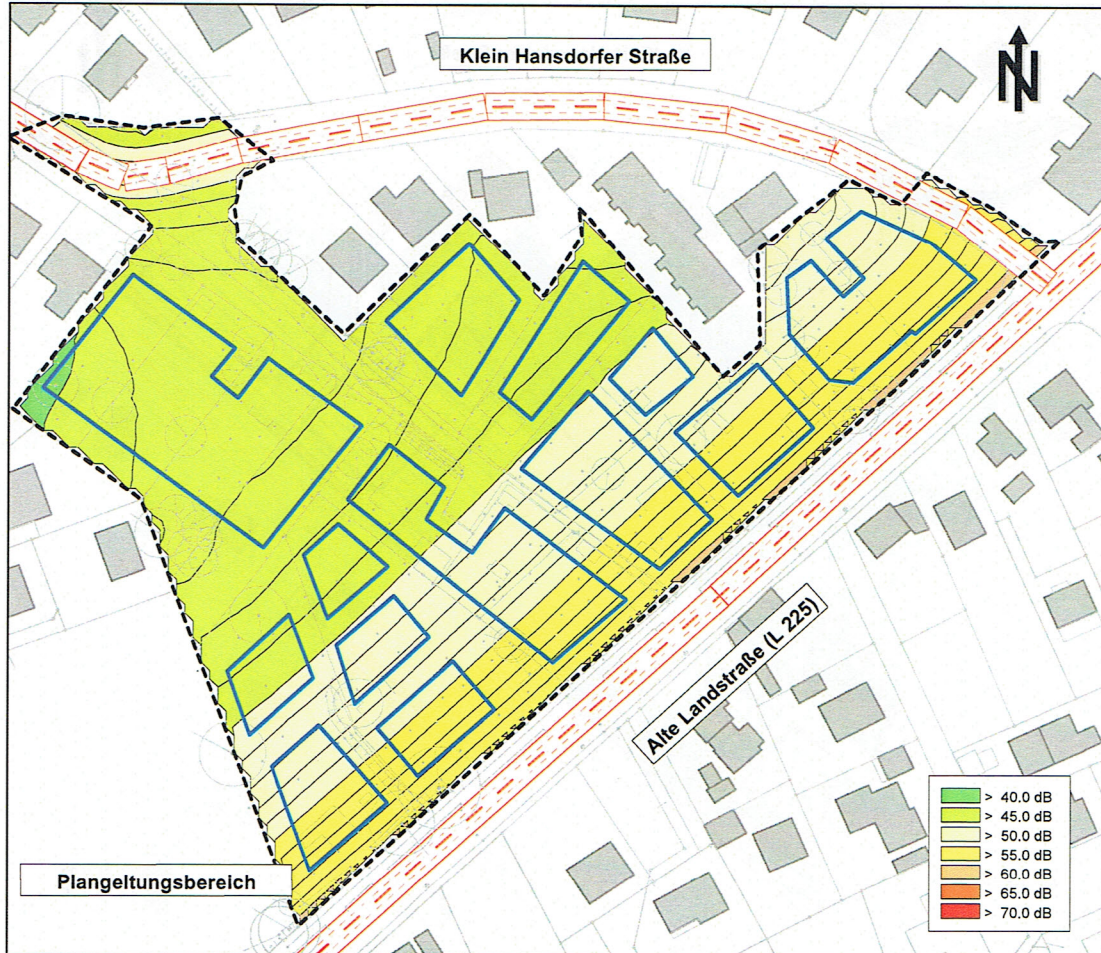 Klein Hansdorfer Straße
N
Alte Landstraße (L 225)
Plangeltungsbereich
> 40.0 dB
> 45.0 dB
> 50.0 dB
> 55.0 dB
> 60.0 dB
> 65.0 dB
> 70.0 dB